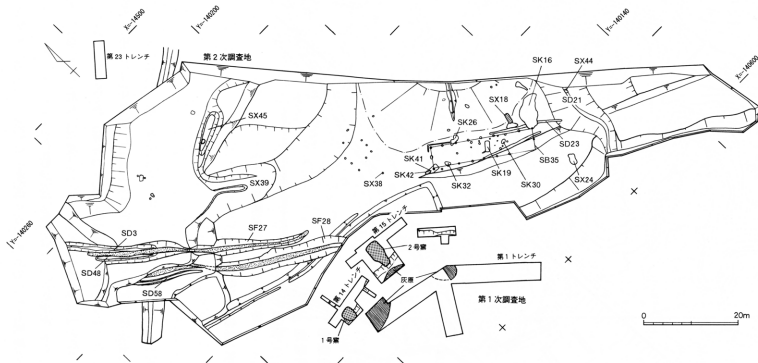 X=-14500
Y=-140200
Y=-140140
X=-140600
第23トレンチ
第2次調査地
SK16
SX44
SX18
SD21
SX45
SK26
SK41
SD23
SX39
SK42
SX38
SK32
SK19
SB35
SK30
SX24
Y=-140260
SD3
SF27
SF28
第15トレンチ
2号窯
第1トレンチ
SD48
灰原
SD58
第14トレンチ
第1次調査地
1号窯
0
20m